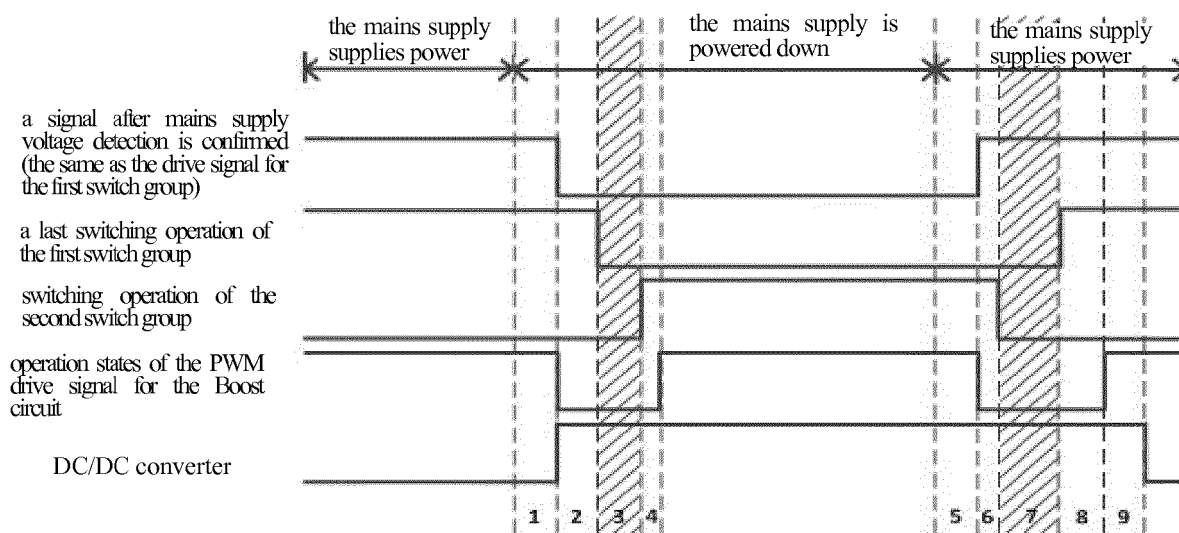 the mains supply
supplies power
the mains supply is
powered down
the mains supply
supplies power
a signal after mains supply
voltage detection is confirmed
(the same as the drive signal for
the first switch group)
a last switching operation of
the first switch group
switching operation of the
second switch group
operation states of the PWM
drive signal for the Boost
circuit
DC/DC converter
1 2 3 4 5 6 7 8 9